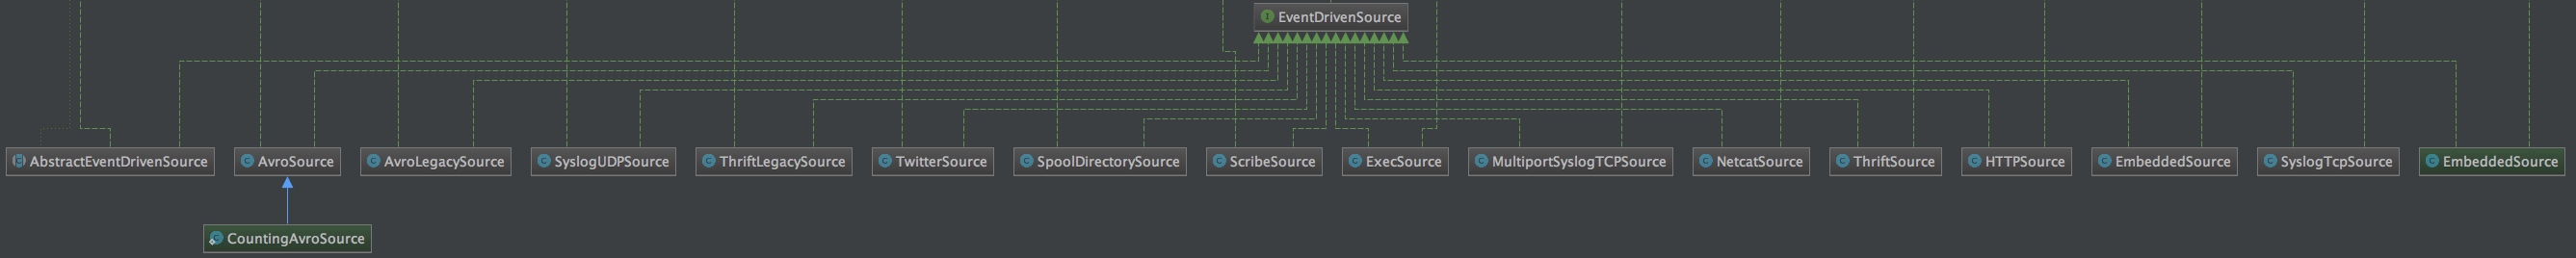 EventDrivenSource
AbstractEventDrivenSource
AvroSource
AvroLegacySource
SyslogUDPSource
ThriftLegacySource
TwitterSource
SpoolDirectorySource
ScribeSource
ExecSource
MultiportSyslogTCPSource
NetcatSource
ThriftSource
HTTPSource
EmbeddedSource
SyslogTcpSource
EmbeddedSource
CountingAvroSource